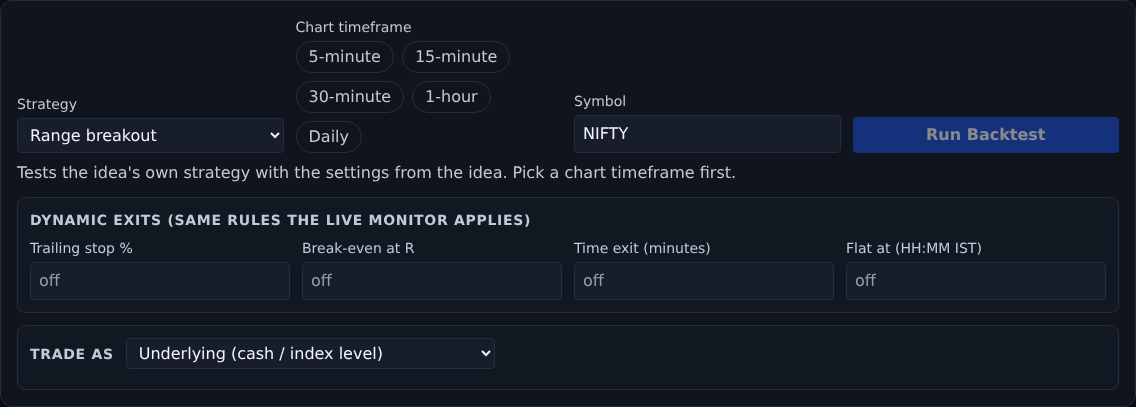 Chart timeframe
5-minute 15-minute
30-minute 1-hour
Daily
Strategy
Range breakout
Symbol
NIFTY
Run Backtest
Tests the idea's own strategy with the settings from the idea. Pick a chart timeframe first.
DYNAMIC EXITS (SAME RULES THE LIVE MONITOR APPLIES)
Trailing stop % Break-even at R Time exit (minutes) Flat at (HH:MM IST)
off off off off
TRADE AS Underlying (cash / index level)